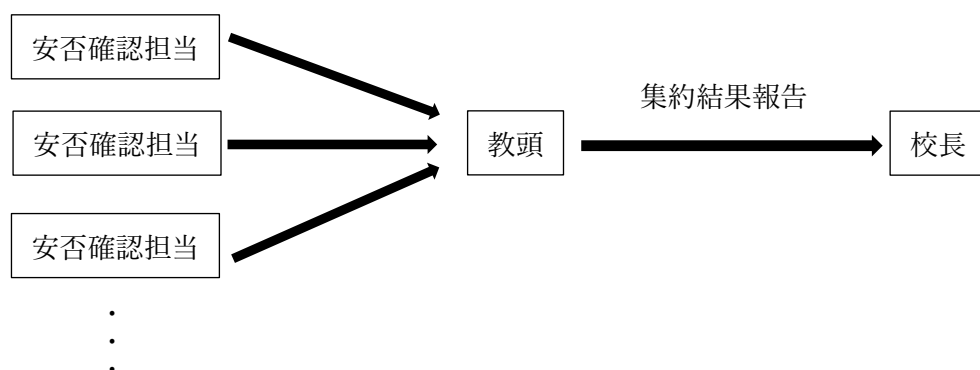 安否確認担当
安否確認担当
安否確認担当
・
・
・
教頭
集約結果報告
校長